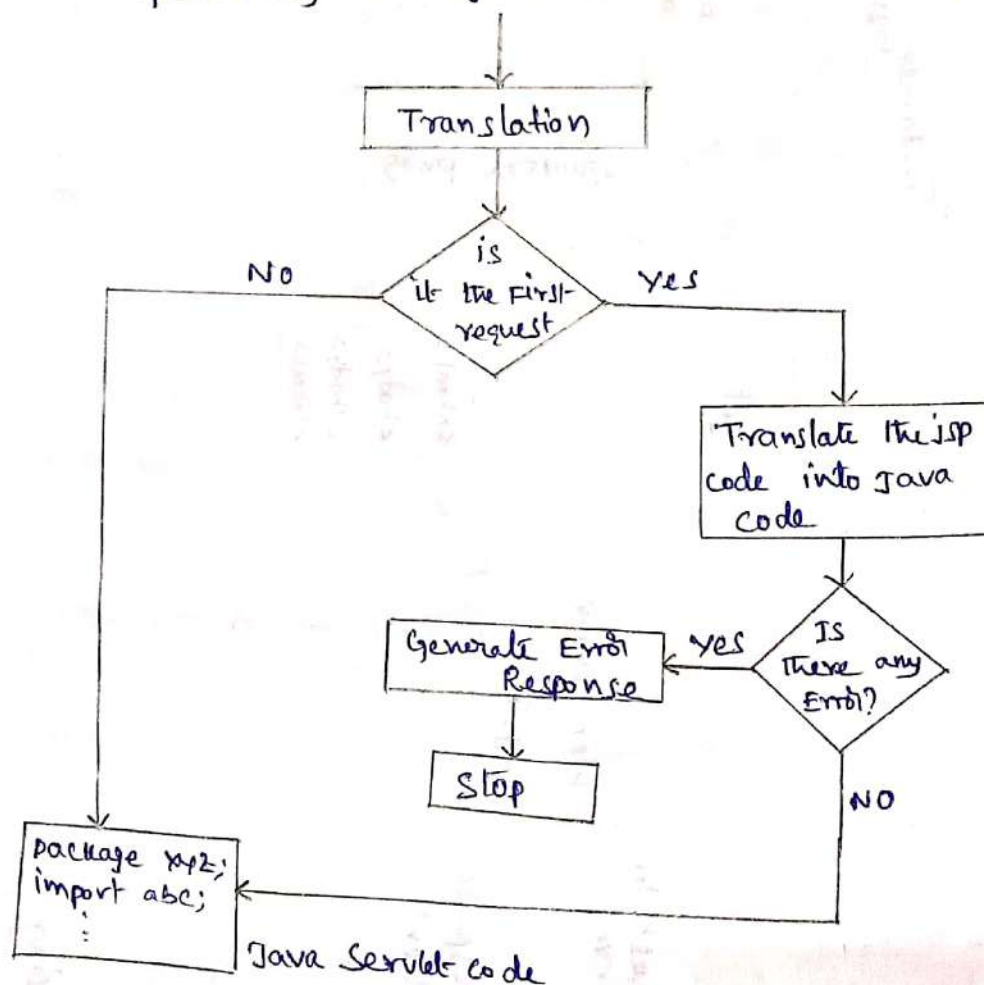 Translation
is
it the First
request
NO
Yes
Translate the jsp
code into Java
code
Is
there any
Error?
Yes
Generate Error
Response
Stop
NO
package xyz;
import abc;
:
Java Servlet code